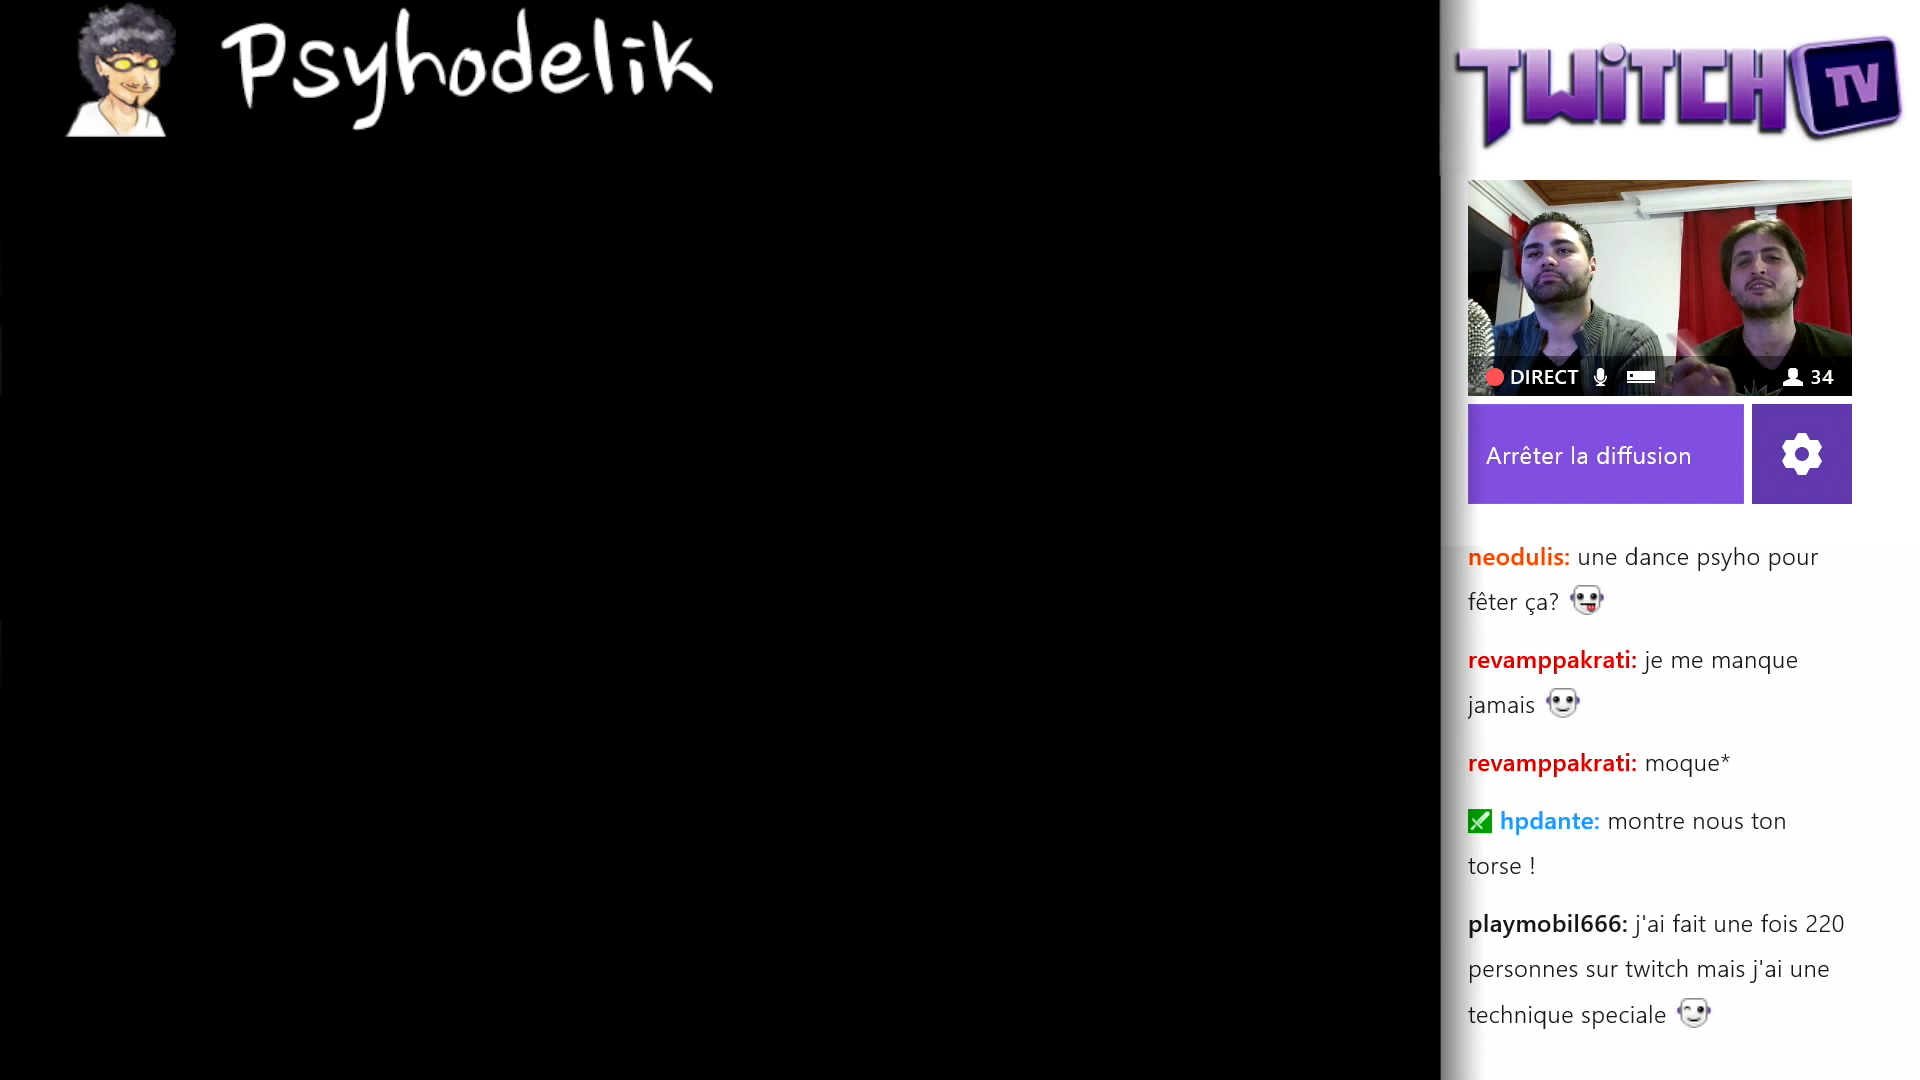 Psyhodelik
TWiTCH TV
DIRECT 34
Arrêter la diffusion
neodulis: une dance psyho pour
fêter ça?
revamppakrati: je me manque
jamais
revamppakrati: moque*
hpdante: montre nous ton
torse !
playmobil666: j'ai fait une fois 220
personnes sur twitch mais j'ai une
technique speciale